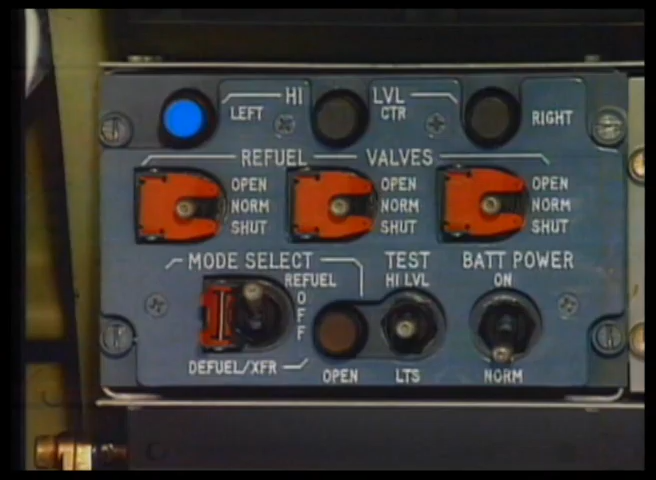 HI LVL
LEFT CTR RIGHT
REFUEL VALVES
OPEN OPEN OPEN
NORM NORM NORM
SHUT SHUT SHUT
MODE SELECT TEST BATT POWER
REFUEL HI LVL ON
OFF
DEFUEL/XFR OPEN LTS NORM